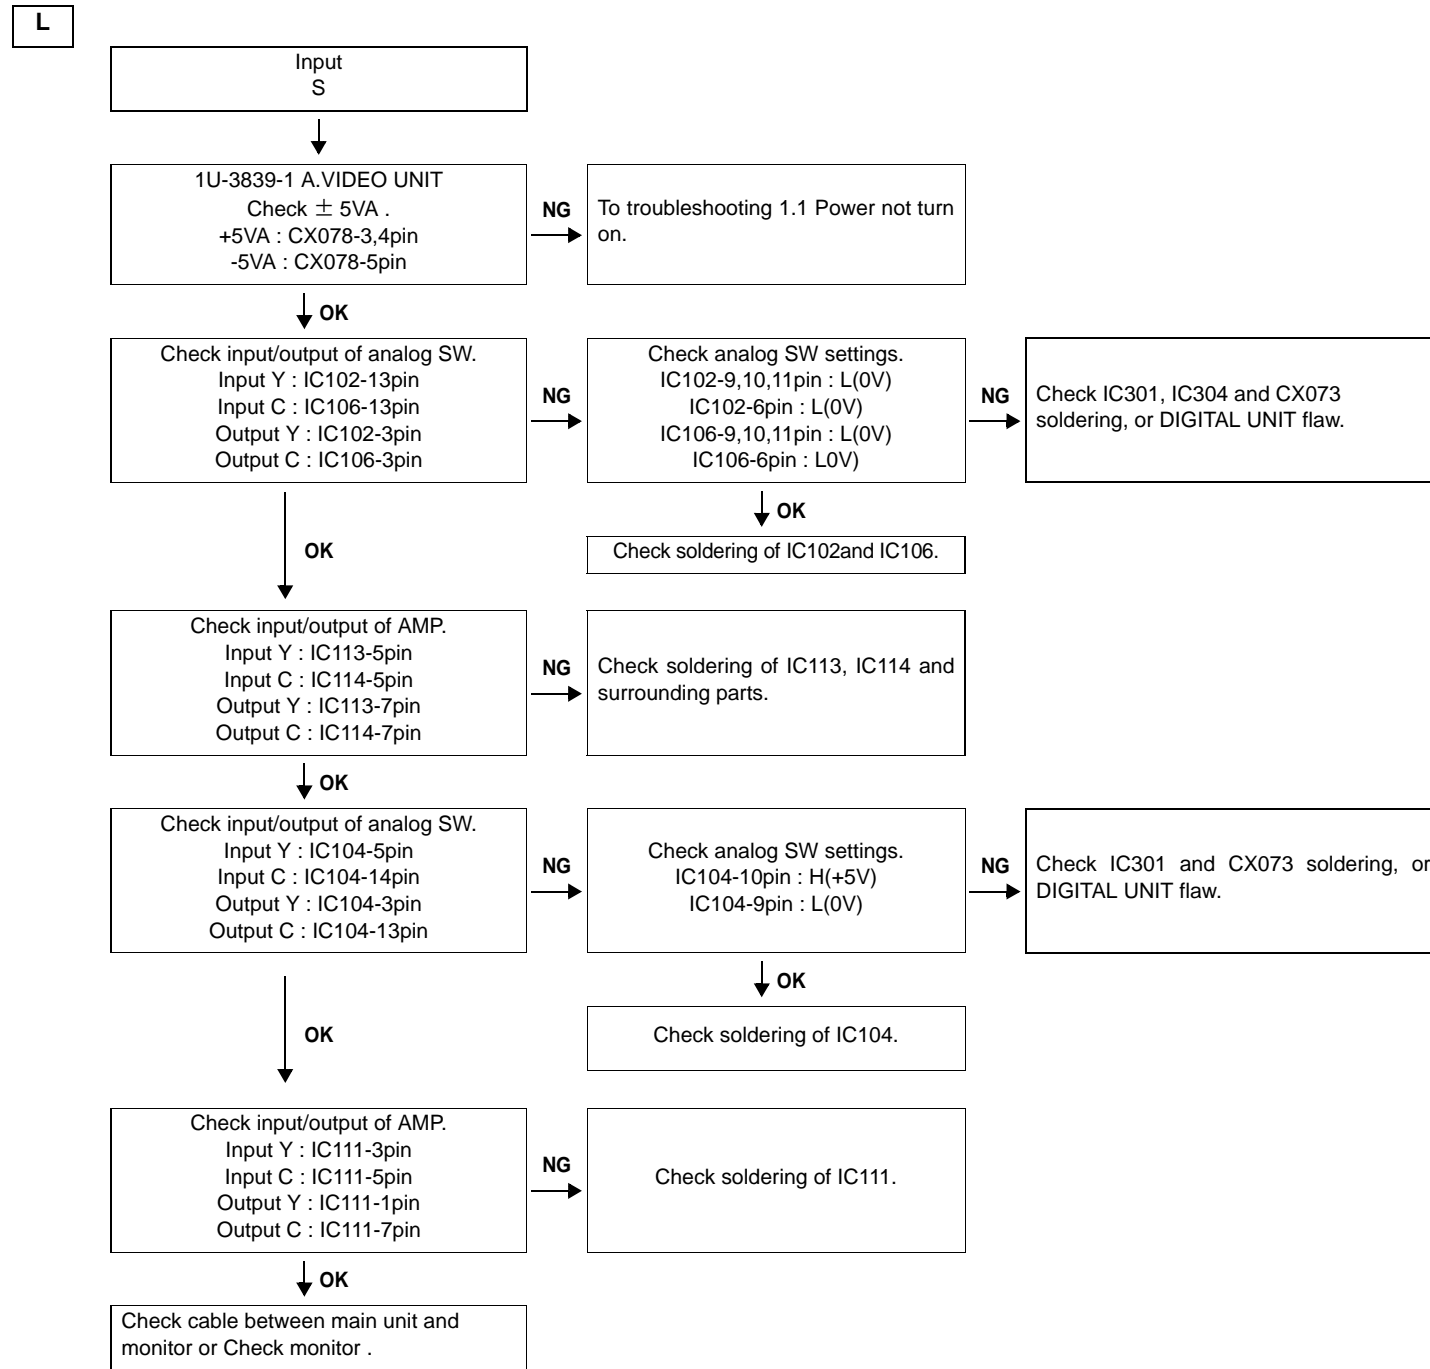 L
Input
S
1U-3839-1 A.VIDEO UNIT
Check ± 5VA .
+5VA : CX078-3,4pin
-5VA : CX078-5pin
NG
To troubleshooting 1.1 Power not turn
on.
OK
Check input/output of analog SW.
Input Y : IC102-13pin
Input C : IC106-13pin
Output Y : IC102-3pin
Output C : IC106-3pin
NG
Check analog SW settings.
IC102-9,10,11pin : L(0V)
IC102-6pin : L(0V)
IC106-9,10,11pin : L(0V)
IC106-6pin : L0V)
NG
Check IC301, IC304 and CX073
soldering, or DIGITAL UNIT flaw.
OK
Check soldering of IC102and IC106.
OK
Check input/output of AMP.
Input Y : IC113-5pin
Input C : IC114-5pin
Output Y : IC113-7pin
Output C : IC114-7pin
NG
Check soldering of IC113, IC114 and
surrounding parts.
OK
Check input/output of analog SW.
Input Y : IC104-5pin
Input C : IC104-14pin
Output Y : IC104-3pin
Output C : IC104-13pin
NG
Check analog SW settings.
IC104-10pin : H(+5V)
IC104-9pin : L(0V)
NG
Check IC301 and CX073 soldering, or
DIGITAL UNIT flaw.
OK
Check soldering of IC104.
OK
Check input/output of AMP.
Input Y : IC111-3pin
Input C : IC111-5pin
Output Y : IC111-1pin
Output C : IC111-7pin
NG
Check soldering of IC111.
OK
Check cable between main unit and
monitor or Check monitor .